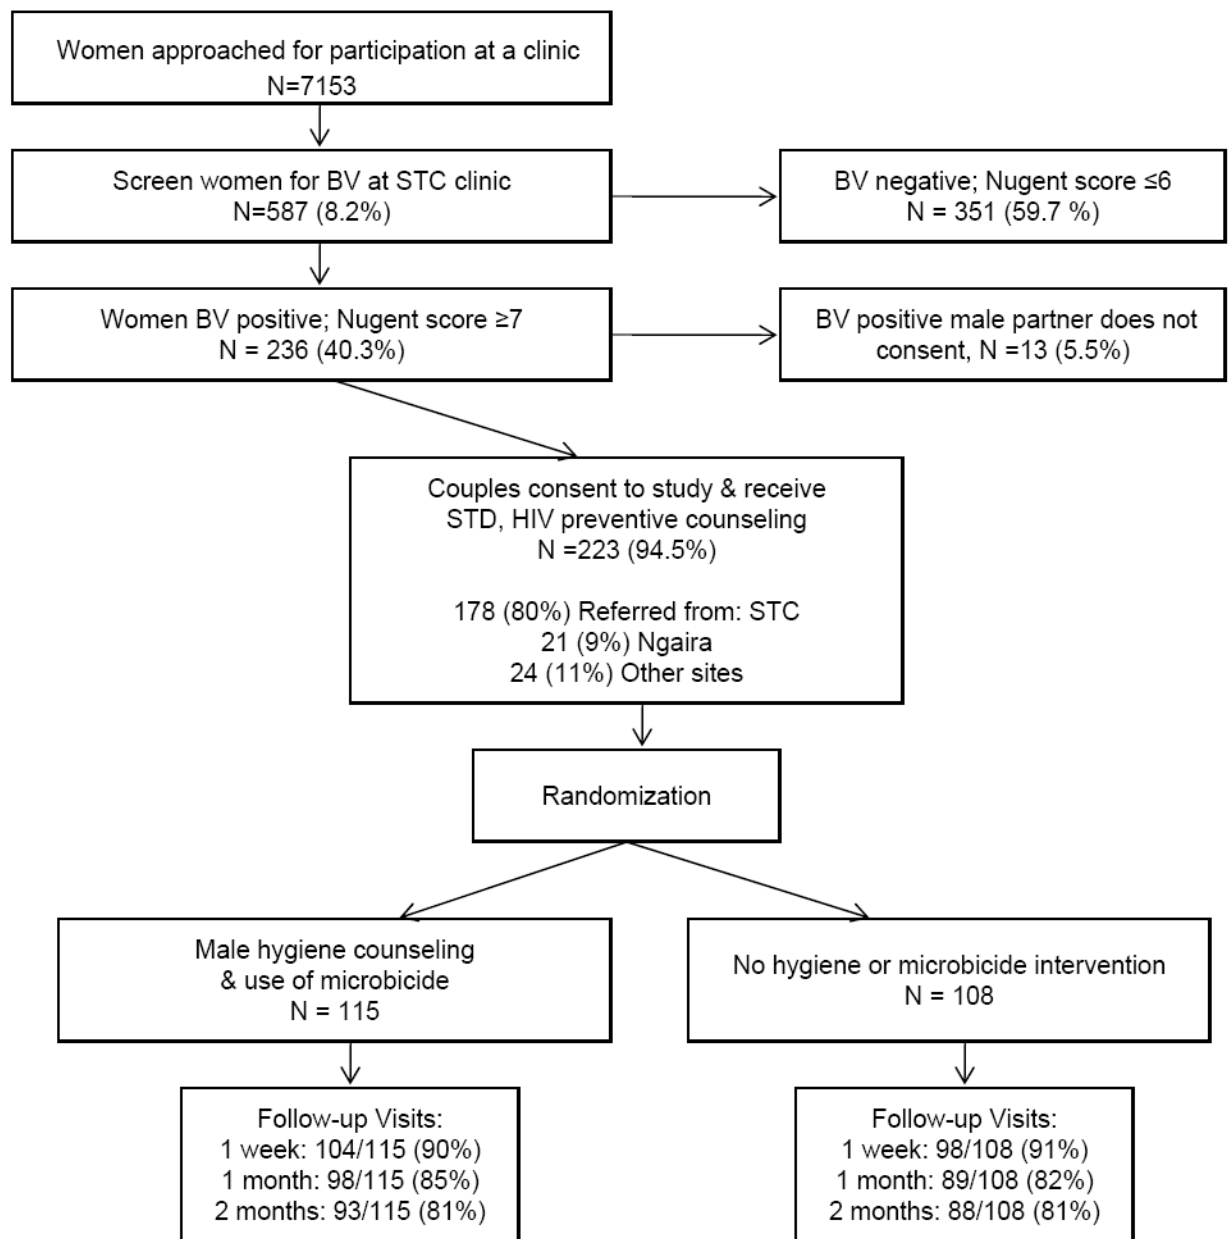 Women approached for participation at a clinic
N=7153
Screen women for BV at STC clinic
N=587 (8.2%)
BV negative; Nugent score ≤6
N = 351 (59.7 %)
Women BV positive; Nugent score ≥7
N = 236 (40.3%)
BV positive male partner does not
consent, N =13 (5.5%)
Couples consent to study & receive
STD, HIV preventive counseling
N =223 (94.5%)
178 (80%) Referred from: STC
21 (9%) Ngaira
24 (11%) Other sites
Randomization
Male hygiene counseling
& use of microbicide
N = 115
No hygiene or microbicide intervention
N = 108
Follow-up Visits:
1 week: 104/115 (90%)
1 month: 98/115 (85%)
2 months: 93/115 (81%)
Follow-up Visits:
1 week: 98/108 (91%)
1 month: 89/108 (82%)
2 months: 88/108 (81%)